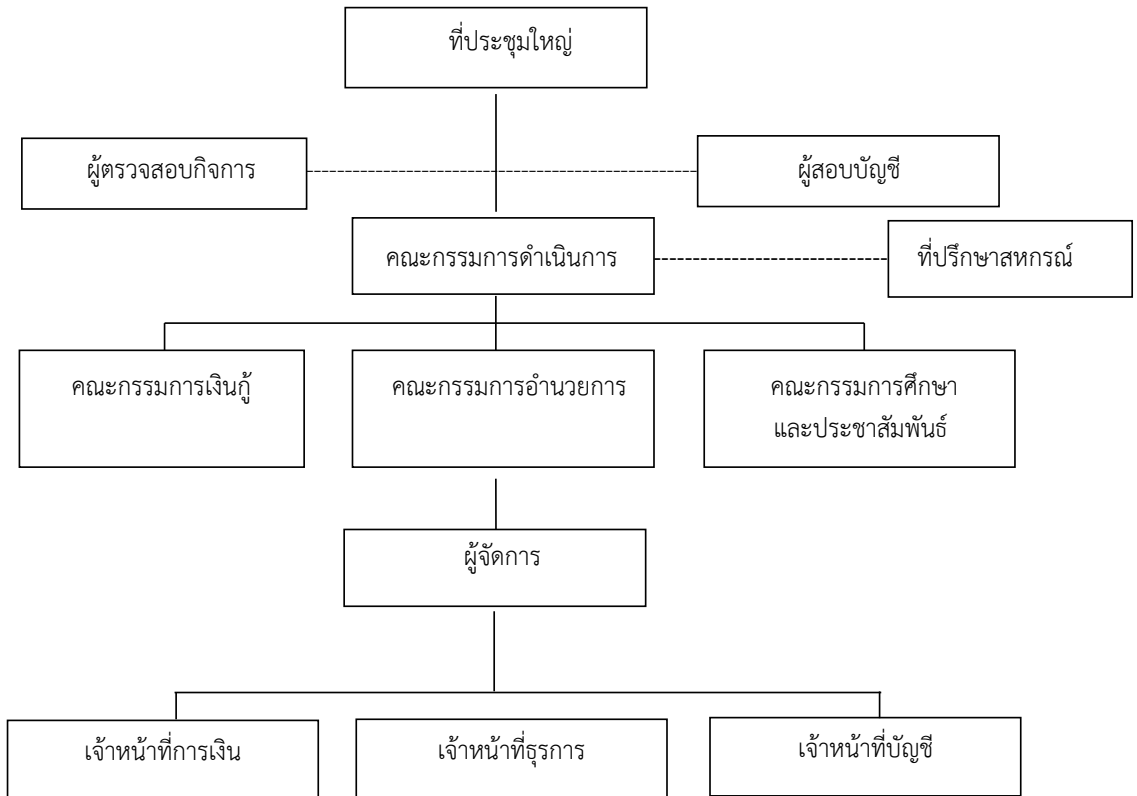 ที่ประชุมใหญ่
ผู้ตรวจสอบกิจการ
ผู้สอบบัญชี
คณะกรรมการดำเนินการ
ที่ปรึกษาสหกรณ์
คณะกรรมการเงินกู้
คณะกรรมการอำนวยการ
คณะกรรมการศึกษา
และประชาสัมพันธ์
ผู้จัดการ
เจ้าหน้าที่การเงิน
เจ้าหน้าที่ธุรการ
เจ้าหน้าที่บัญชี